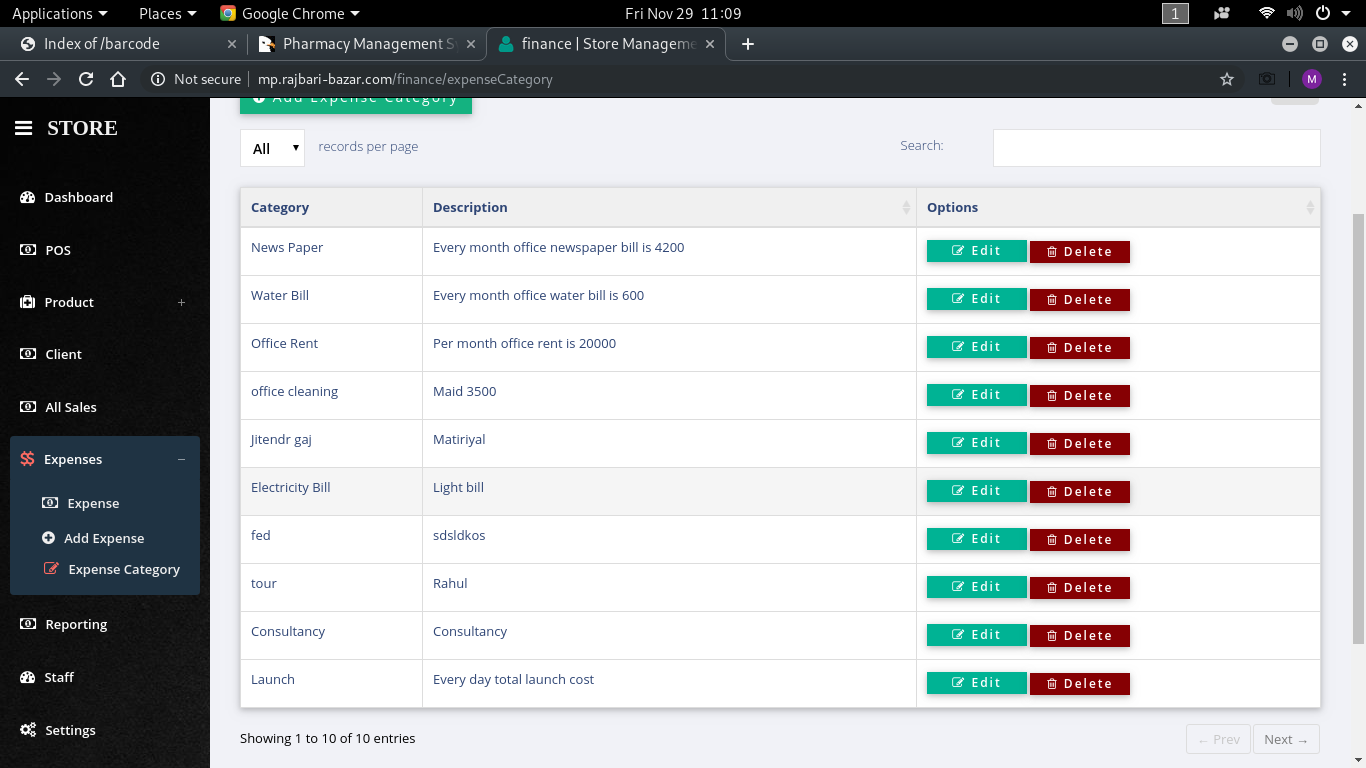 Applications Places Google Chrome Fri Nov 29 11:09 1
Index of /barcode Pharmacy Management Sy finance | Store Manageme
Not secure mp.rajbari-bazar.com/finance/expenseCategory M
STORE
Dashboard
POS
Product +
Client
All Sales
Expenses −
Expense
Add Expense
Expense Category
Reporting
Staff
Settings
Add Expense Category
All records per page Search:
Category Description Options
News Paper Every month office newspaper bill is 4200 Edit Delete
Water Bill Every month office water bill is 600 Edit Delete
Office Rent Per month office rent is 20000 Edit Delete
office cleaning Maid 3500 Edit Delete
Jitendr gaj Matiriyal Edit Delete
Electricity Bill Light bill Edit Delete
fed sdsldkos Edit Delete
tour Rahul Edit Delete
Consultancy Consultancy Edit Delete
Launch Every day total launch cost Edit Delete
Showing 1 to 10 of 10 entries ← Prev Next →